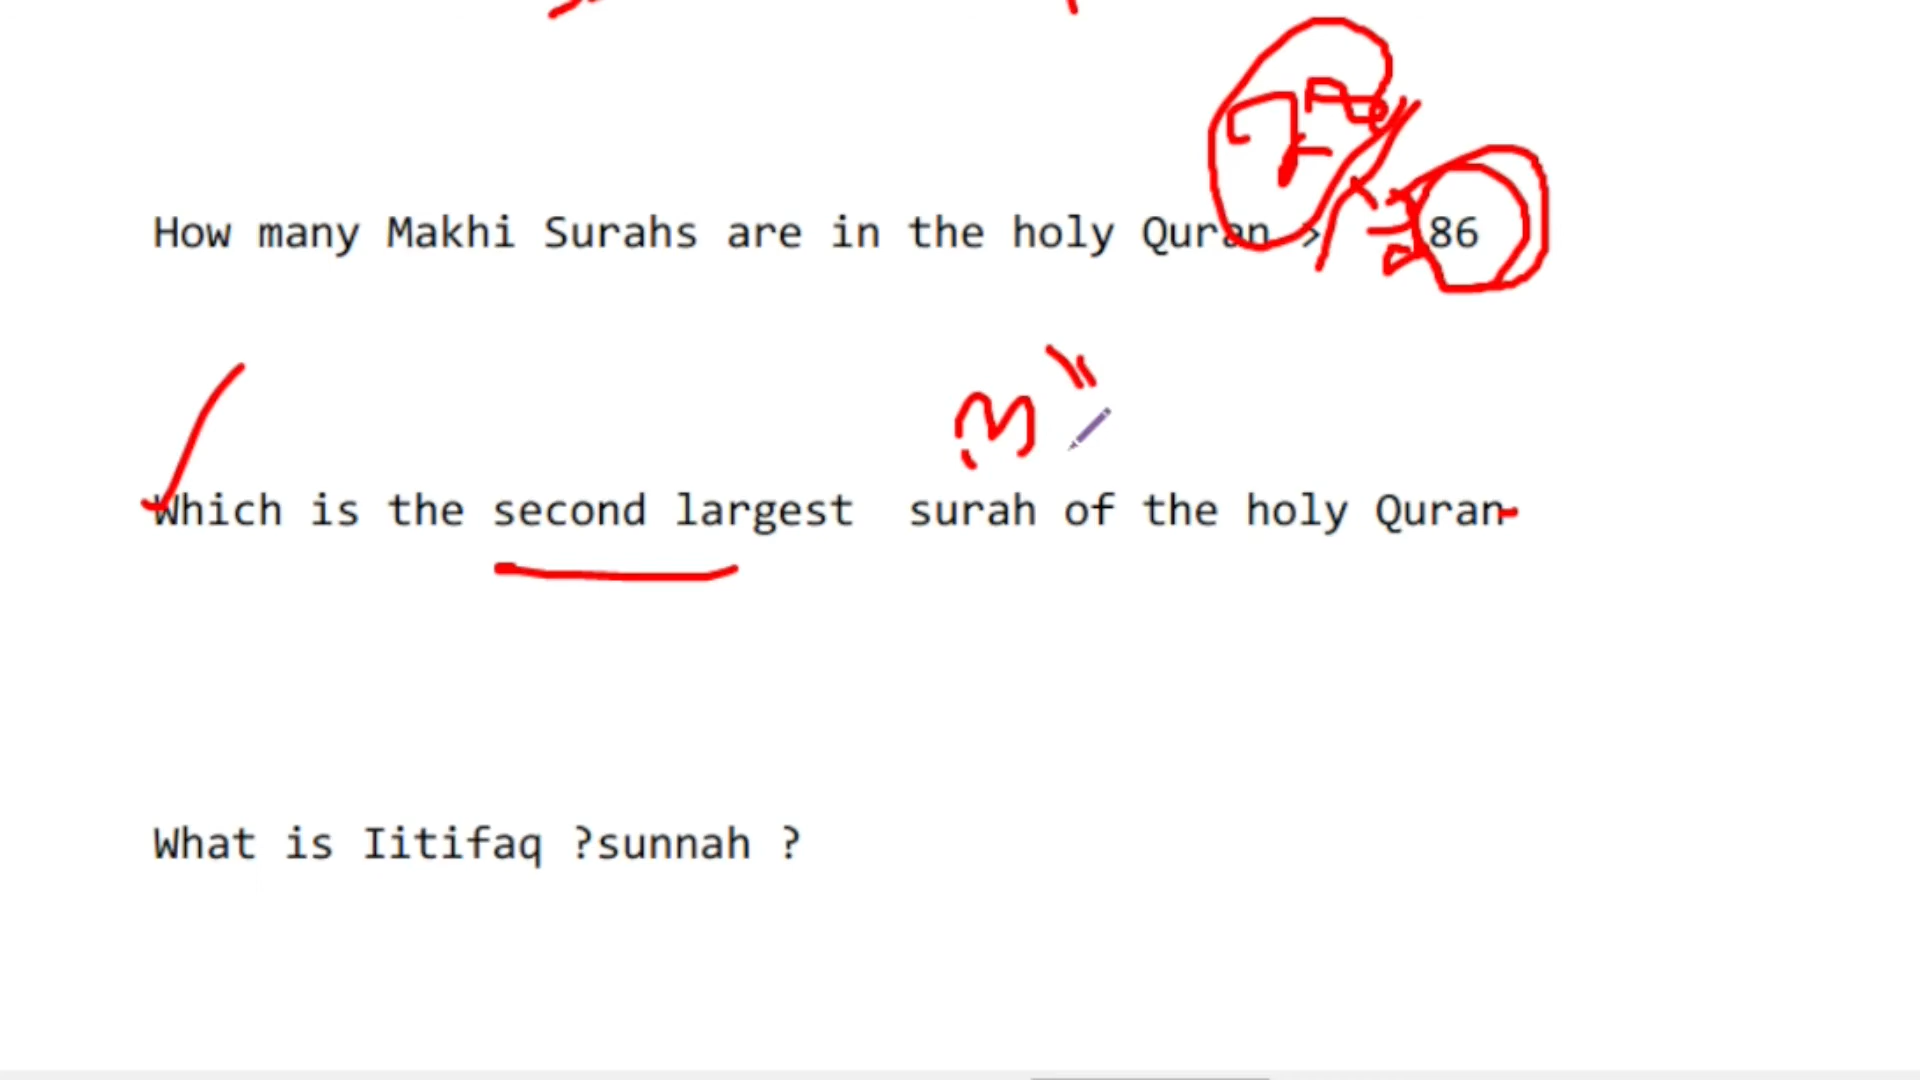 How many Makhi Surahs are in the holy Quran > 86
Which is the second largest surah of the holy Quran-
What is Iitifaq ?sunnah ?